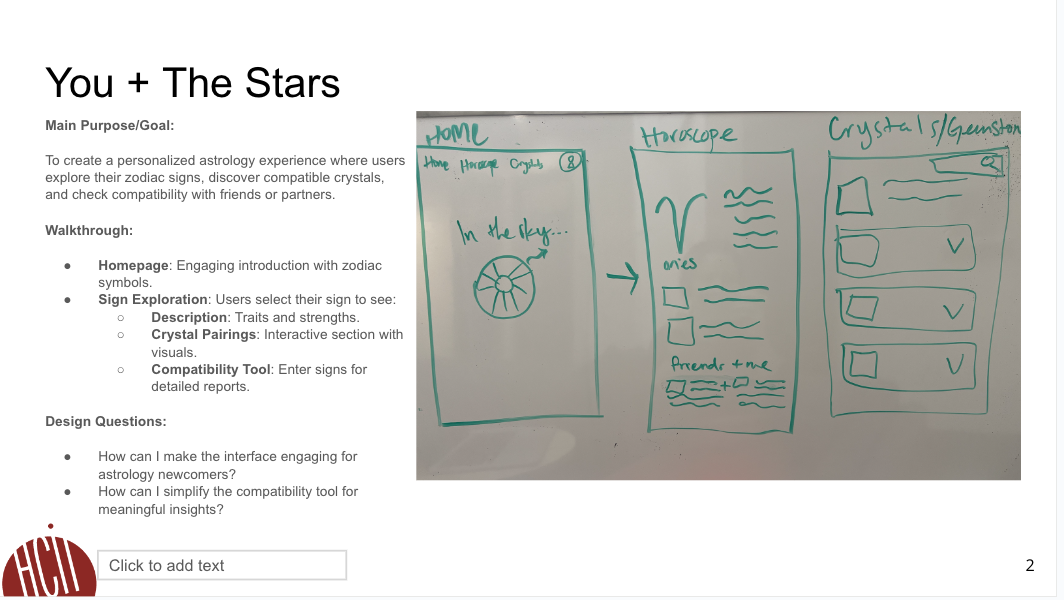 You + The Stars
Main Purpose/Goal:
To create a personalized astrology experience where users
explore their zodiac signs, discover compatible crystals,
and check compatibility with friends or partners.
Walkthrough:
● Homepage: Engaging introduction with zodiac
symbols.
● Sign Exploration: Users select their sign to see:
○ Description: Traits and strengths.
○ Crystal Pairings: Interactive section with
visuals.
○ Compatibility Tool: Enter signs for
detailed reports.
Design Questions:
● How can I make the interface engaging for
astrology newcomers?
● How can I simplify the compatibility tool for
meaningful insights?
HOME
Home Horoscope Crystals
In the sky...
Horoscope
aries
friends + me
+
Crystals/Gemston
HCII
Click to add text
2